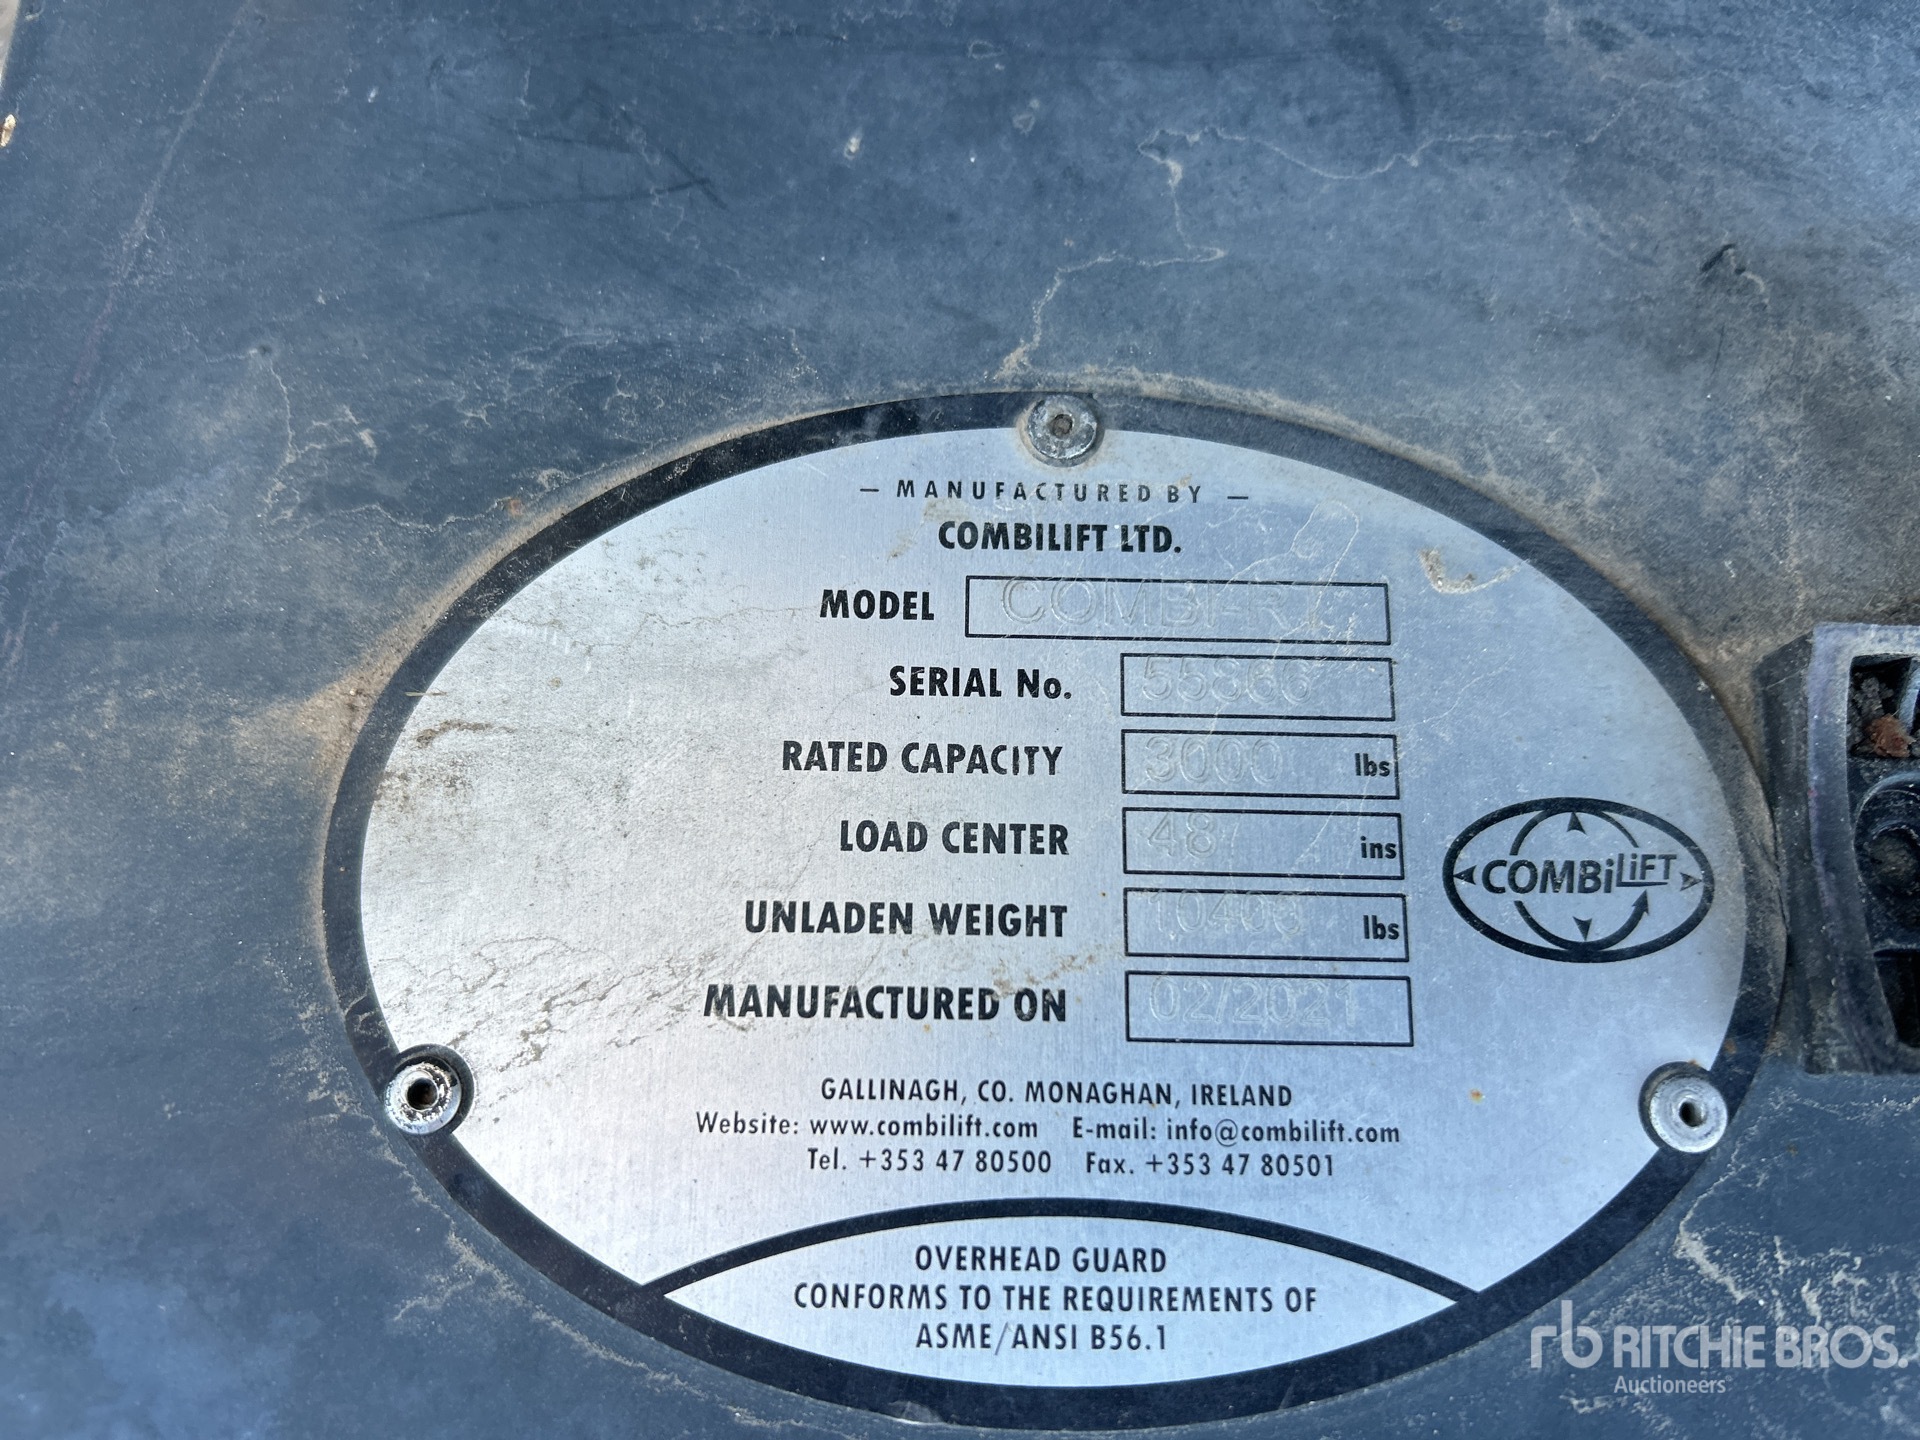 — MANUFACTURED BY —
COMBILIFT LTD.
MODEL
SERIAL No.
RATED CAPACITY 3000 lbs
LOAD CENTER 48 ins
UNLADEN WEIGHT lbs
MANUFACTURED ON 02/2021
COMBiLiFT
GALLINAGH, CO. MONAGHAN, IRELAND
Website: www.combilift.com E-mail: info@combilift.com
Tel. +353 47 80500 Fax. +353 47 80501
OVERHEAD GUARD
CONFORMS TO THE REQUIREMENTS OF
ASME/ANSI B56.1
rb RITCHIE BROS.
Auctioneers